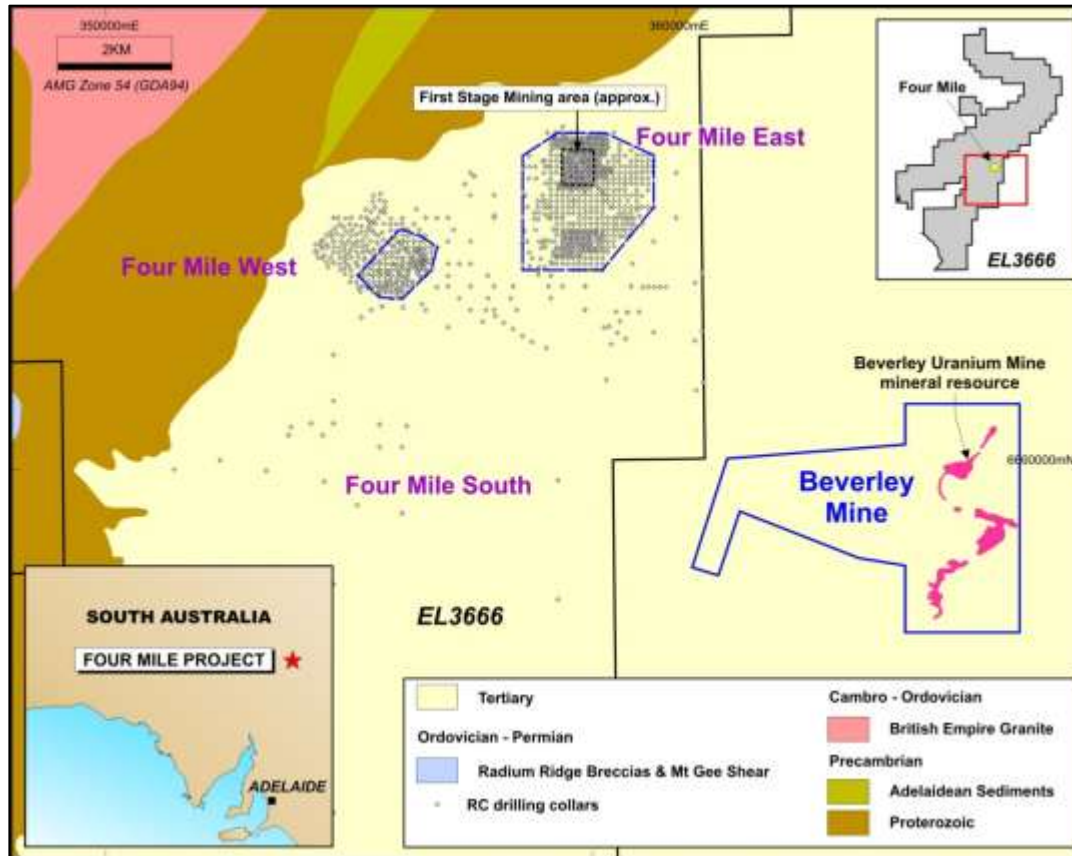 350000mE
360000mE
2KM
AMG Zone 54 (GDA94)
First Stage Mining area (approx.)
Four Mile East
Four Mile
EL3666
Four Mile West
Beverley Uranium Mine
mineral resource
6660000mN
Four Mile South
Beverley
Mine
EL3666
SOUTH AUSTRALIA
FOUR MILE PROJECT
ADELAIDE
Tertiary
Ordovician - Permian
Radium Ridge Breccias & Mt Gee Shear
RC drilling collars
Cambro - Ordovician
British Empire Granite
Precambrian
Adelaidean Sediments
Proterozoic